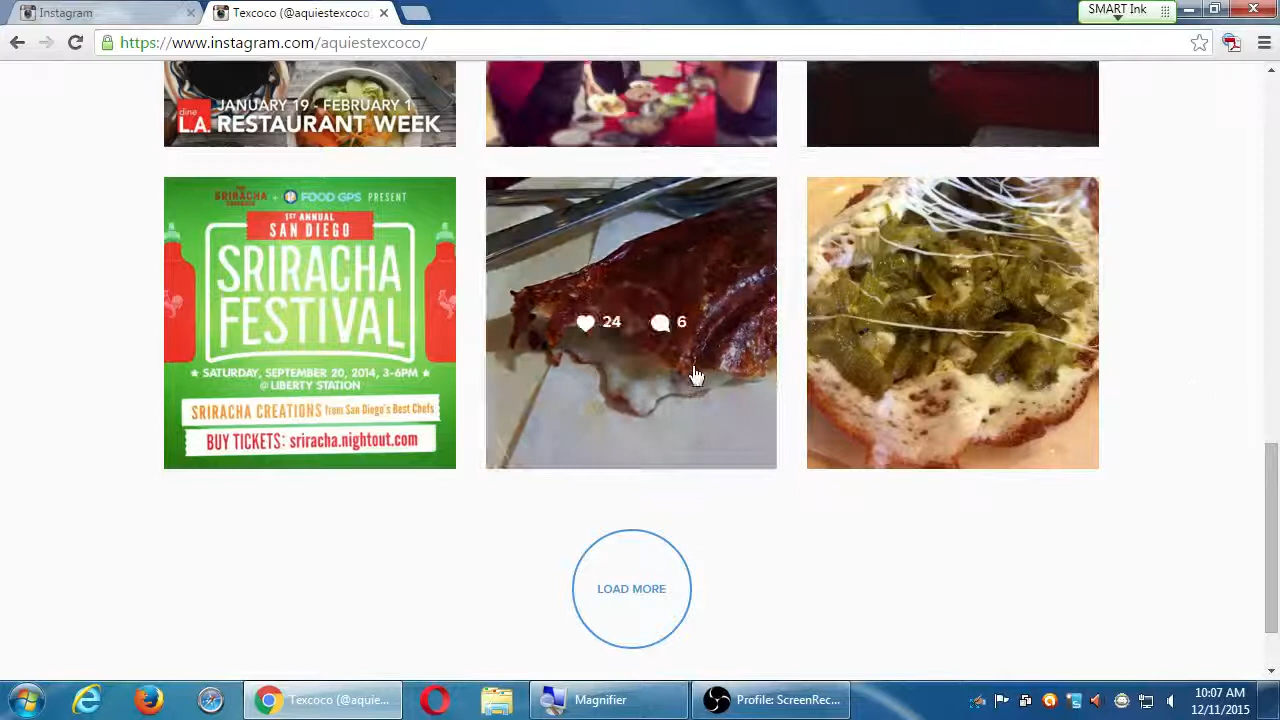 Instagram
Texcoco (@aquiestexcoco
SMART Ink
https://www.instagram.com/aquiestexcoco/
dine L.A.
JANUARY 19 - FEBRUARY 1
RESTAURANT WEEK
SRIRACHA
+ FOOD GPS PRESENT
1ST ANNUAL
SAN DIEGO
SRIRACHA
FESTIVAL
★ SATURDAY, SEPTEMBER 20, 2014, 3-6PM ★
@ LIBERTY STATION
SRIRACHA CREATIONS from San Diego's Best Chefs
BUY TICKETS: sriracha.nightout.com
24
6
LOAD MORE
Texcoco (@aquie...
Magnifier
Profile: ScreenRec...
10:07 AM
12/11/2015